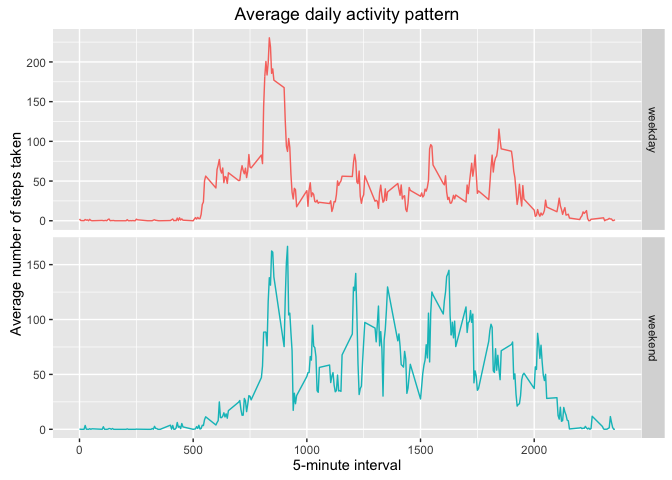 Average daily activity pattern
Average number of steps taken
200
150
100
50
0
weekday
150
100
50
0
weekend
0 500 1000 1500 2000
5-minute interval